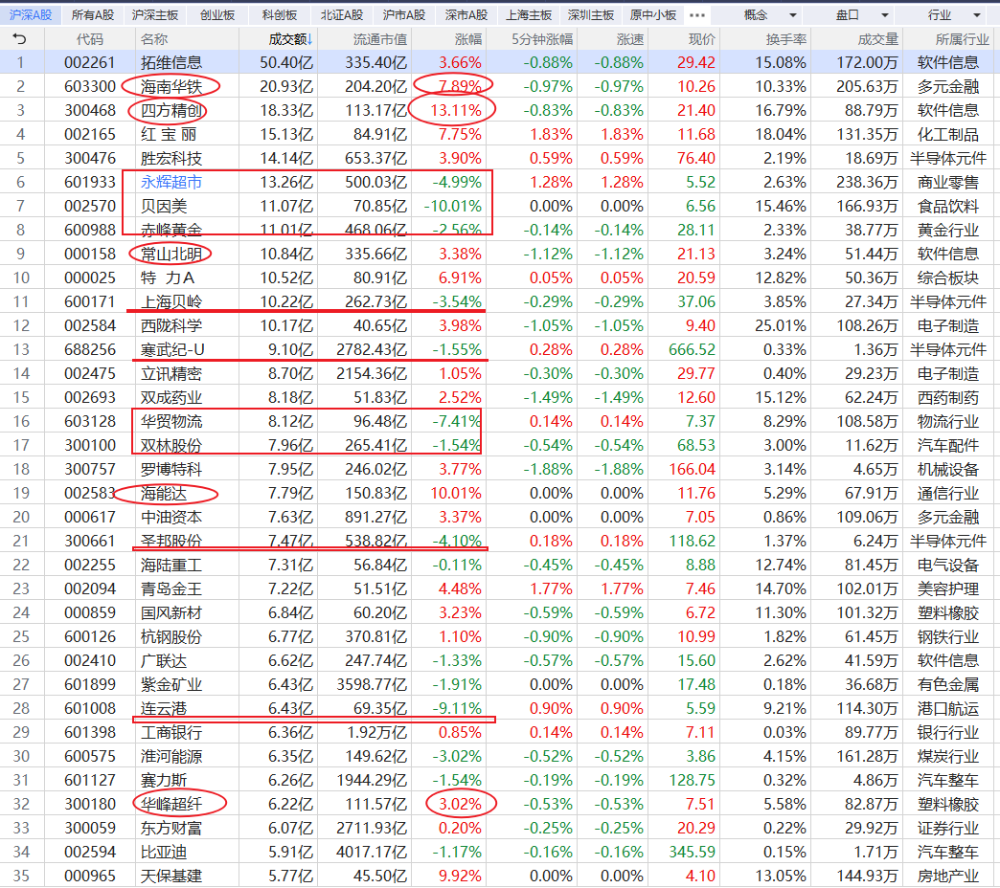 沪深A股 所有A股 沪深主板 创业板 科创板 北证A股 沪市A股 深市A股 上海主板 深圳主板 原中小板 ••• 概念 盘口 行业
代码 名称 成交额↓ 流通市值 涨幅 5分钟涨幅 涨速 现价 换手率 成交量 所属行业
1 002261 拓维信息 50.40亿 335.40亿 3.66% -0.88% -0.88% 29.42 15.08% 172.00万 软件信息
2 603300 海南华铁 20.93亿 204.20亿 7.89% -0.97% -0.97% 10.26 10.33% 205.63万 多元金融
3 300468 四方精创 18.33亿 113.17亿 13.11% -0.83% -0.83% 21.40 16.79% 88.79万 软件信息
4 002165 红 宝 丽 15.13亿 84.91亿 7.75% 1.83% 1.83% 11.68 18.04% 131.35万 化工制品
5 300476 胜宏科技 14.14亿 653.37亿 3.90% 0.59% 0.59% 76.40 2.19% 18.69万 半导体元件
6 601933 永辉超市 13.26亿 500.03亿 -4.99% 1.28% 1.28% 5.52 2.63% 238.36万 商业零售
7 002570 贝因美 11.07亿 70.85亿 -10.01% 0.00% 0.00% 6.56 15.46% 166.93万 食品饮料
8 600988 赤峰黄金 11.01亿 468.06亿 -2.56% -0.14% -0.14% 28.11 2.33% 38.77万 黄金行业
9 000158 常山北明 10.84亿 335.66亿 3.38% -1.12% -1.12% 21.13 3.24% 51.44万 软件信息
10 000025 特 力A 10.52亿 80.91亿 6.91% 0.05% 0.05% 20.59 12.82% 50.36万 综合板块
11 600171 上海贝岭 10.22亿 262.73亿 -3.54% -0.29% -0.29% 37.06 3.85% 27.34万 半导体元件
12 002584 西陇科学 10.17亿 40.65亿 3.98% -1.05% -1.05% 9.40 25.01% 108.26万 电子制造
13 688256 寒武纪-U 9.10亿 2782.43亿 -1.55% 0.28% 0.28% 666.52 0.33% 1.36万 半导体元件
14 002475 立讯精密 8.70亿 2154.36亿 1.05% -0.30% -0.30% 29.77 0.40% 29.23万 电子制造
15 002693 双成药业 8.18亿 51.83亿 2.52% -1.49% -1.49% 12.60 15.12% 62.24万 西药制药
16 603128 华贸物流 8.12亿 96.48亿 -7.41% 0.14% 0.14% 7.37 8.29% 108.58万 物流行业
17 300100 双林股份 7.96亿 265.41亿 -1.54% -0.54% -0.54% 68.53 3.00% 11.62万 汽车配件
18 300757 罗博特科 7.95亿 246.02亿 3.77% -1.88% -1.88% 166.04 3.14% 4.65万 机械设备
19 002583 海能达 7.79亿 150.83亿 10.01% 0.00% 0.00% 11.76 5.29% 67.91万 通信行业
20 000617 中油资本 7.63亿 891.27亿 3.37% 0.00% 0.00% 7.05 0.86% 109.06万 多元金融
21 300661 圣邦股份 7.47亿 538.82亿 -4.10% 0.18% 0.18% 118.62 1.37% 6.24万 半导体元件
22 002255 海陆重工 7.31亿 56.84亿 -0.11% -0.45% -0.45% 8.88 12.74% 81.45万 电气设备
23 002094 青岛金王 7.22亿 51.51亿 4.48% 1.77% 1.77% 7.46 14.70% 102.01万 美容护理
24 000859 国风新材 6.84亿 60.20亿 3.23% -0.59% -0.59% 6.72 11.30% 101.32万 塑料橡胶
25 600126 杭钢股份 6.77亿 370.81亿 1.10% -0.90% -0.90% 10.99 1.82% 61.45万 钢铁行业
26 002410 广联达 6.62亿 247.74亿 -1.33% -0.57% -0.57% 15.60 2.62% 41.59万 软件信息
27 601899 紫金矿业 6.43亿 3598.77亿 -1.91% 0.00% 0.00% 17.48 0.18% 36.68万 有色金属
28 601008 连云港 6.43亿 69.35亿 -9.11% 0.90% 0.90% 5.59 9.21% 114.30万 港口航运
29 601398 工商银行 6.36亿 1.92万亿 0.85% 0.14% 0.14% 7.11 0.03% 89.77万 银行行业
30 600575 淮河能源 6.35亿 149.62亿 -3.02% -0.52% -0.52% 3.86 4.15% 161.28万 煤炭行业
31 601127 赛力斯 6.26亿 1944.29亿 -1.54% -0.19% -0.19% 128.75 0.32% 4.86万 汽车整车
32 300180 华峰超纤 6.22亿 111.57亿 3.02% -0.53% -0.53% 7.51 5.58% 82.87万 塑料橡胶
33 300059 东方财富 6.07亿 2711.93亿 0.20% -0.25% -0.25% 20.29 0.22% 29.92万 证券行业
34 002594 比亚迪 5.91亿 4017.17亿 -1.17% -0.16% -0.16% 345.59 0.15% 1.71万 汽车整车
35 000965 天保基建 5.77亿 45.50亿 9.92% 0.00% 0.00% 4.10 13.05% 144.93万 房地产业